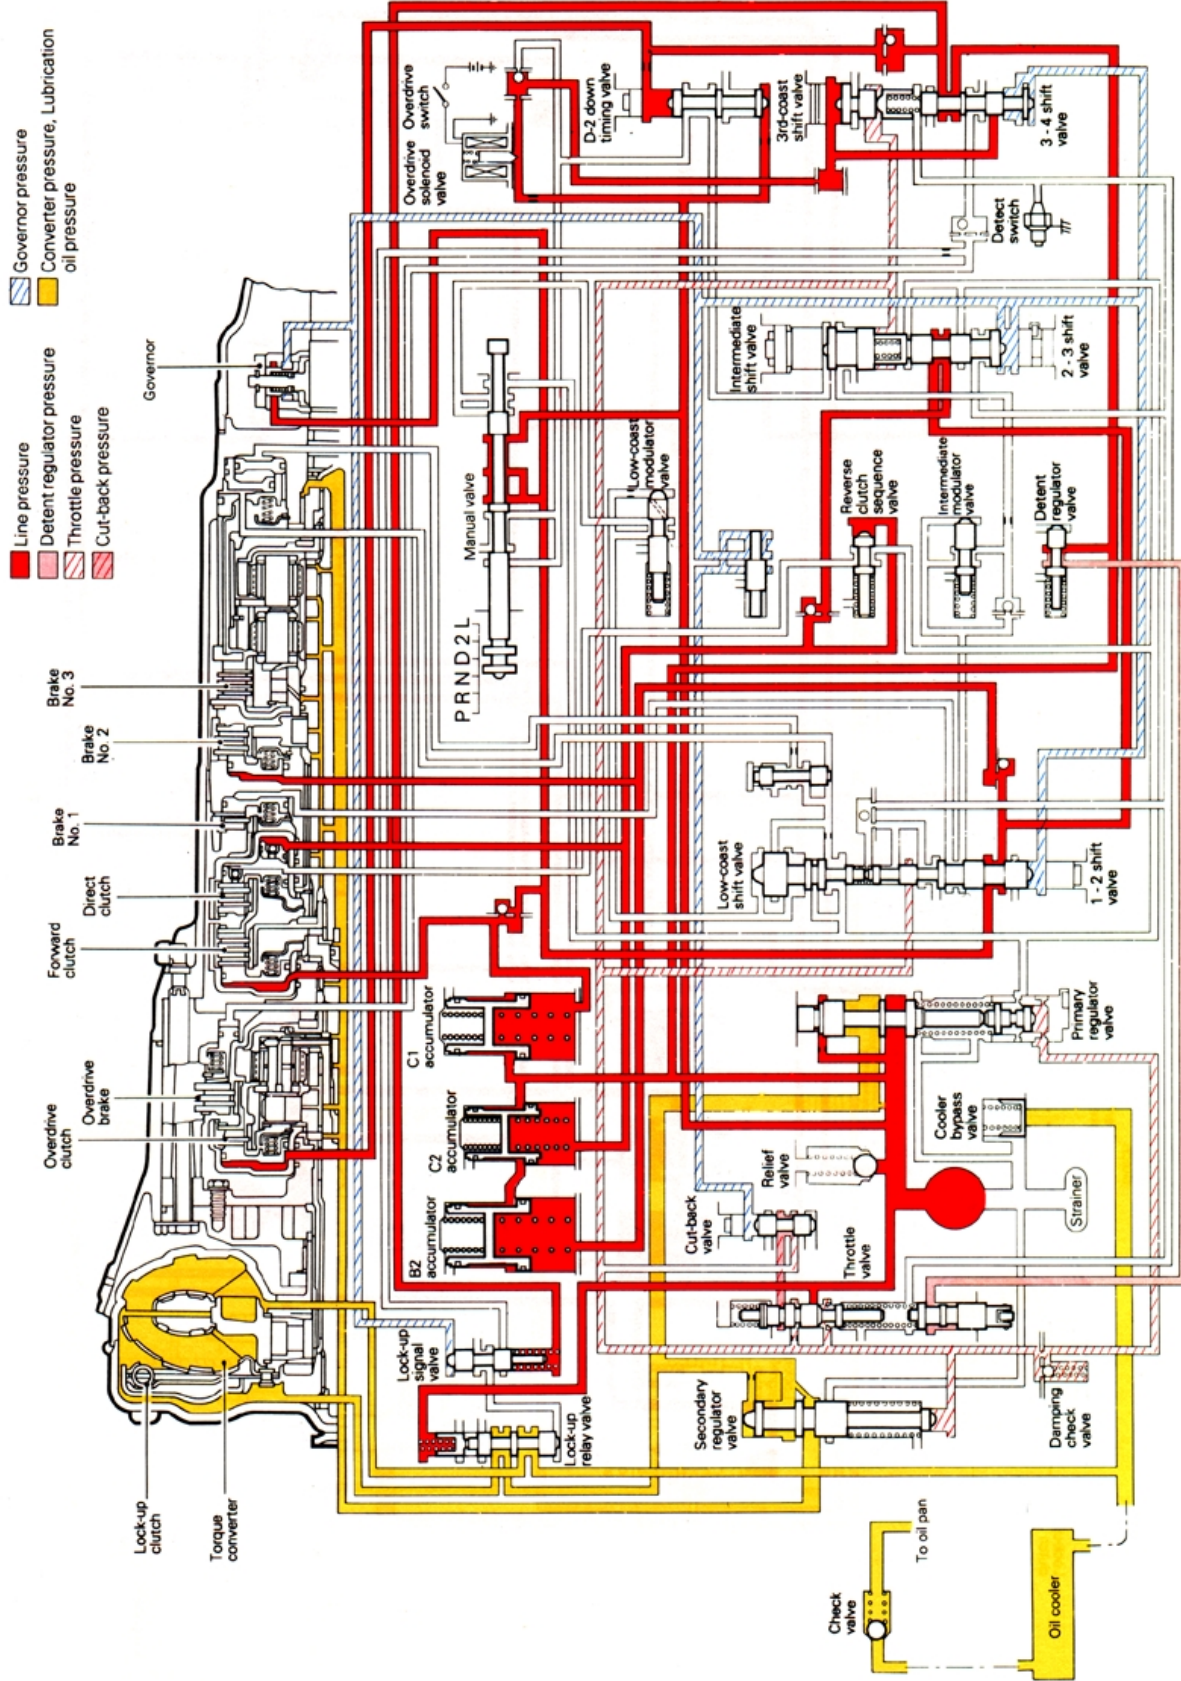 Governor pressure
Converter pressure, Lubrication
oil pressure
Line pressure
Detent regulator pressure
Throttle pressure
Cut-back pressure
Governor
Brake
No. 3
Brake
No. 2
Brake
No. 1
Direct
clutch
Forward
clutch
Overdrive
brake
Overdrive
clutch
Lock-up
clutch
Torque
converter
Overdrive
switch
Overdrive
solenoid
valve
D-2 down
timing valve
3rd-coast
shift valve
3 - 4 shift
valve
Detect
switch
Manual valve
P R N D 2 L
Intermediate
shift valve
2 - 3 shift
valve
Low-coast
modulator
valve
Reverse
clutch
sequence
valve
Intermediate
modulator
valve
Detent
regulator
valve
Low-coast
shift valve
1 - 2 shift
valve
C1
accumulator
C2
accumulator
B2
accumulator
Primary
regulator
valve
Cooler
bypass
valve
Relief
valve
Strainer
Cut-back
valve
Throttle
valve
Lock-up
signal
valve
Lock-up
relay valve
Secondary
regulator
valve
Damping
check
valve
To oil pan
Check
valve
Oil cooler